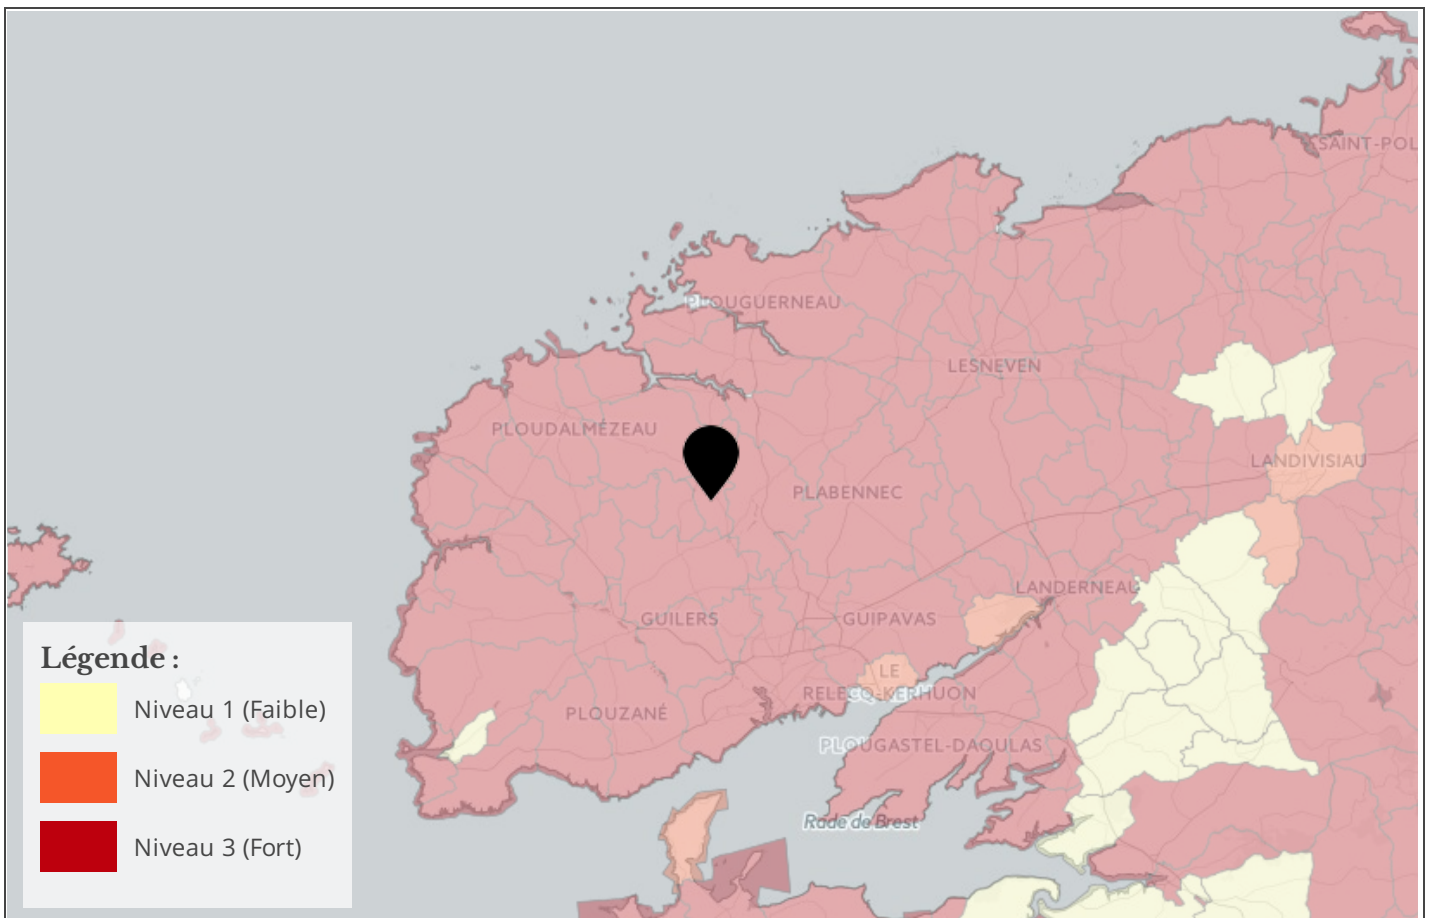 SAINT-POL
PLOUGUERNEAU
LESNEVEN
PLOUDALMÉZEAU
LANDIVISIAU
PLABENNEC
LANDERNEAU
GUILERS
GUIPAVAS
LE
RELECQ-KERHUON
PLOUZANÉ
PLOUGASTEL-DAOULAS
Rade de Brest
Légende :
Niveau 1 (Faible)
Niveau 2 (Moyen)
Niveau 3 (Fort)